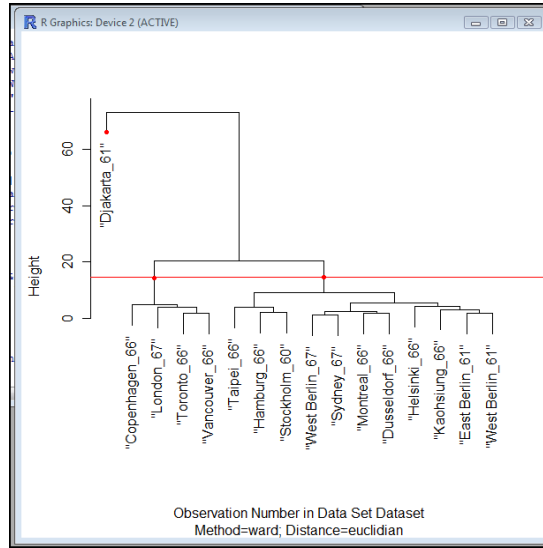 R Graphics: Device 2 (ACTIVE)
Height
0
20
40
60
"Djakarta_61"
"Copenhagen_66"
"London_67"
"Toronto_66"
"Vancouver_66"
"Taipei_66"
"Hamburg_66"
"Stockholm_60"
"West Berlin_67"
"Sydney_67"
"Montreal_66"
"Dusseldorf_66"
"Helsinki_66"
"Kaohsiung_66"
"East Berlin_61"
"West Berlin_61"
Observation Number in Data Set Dataset
Method=ward; Distance=euclidian